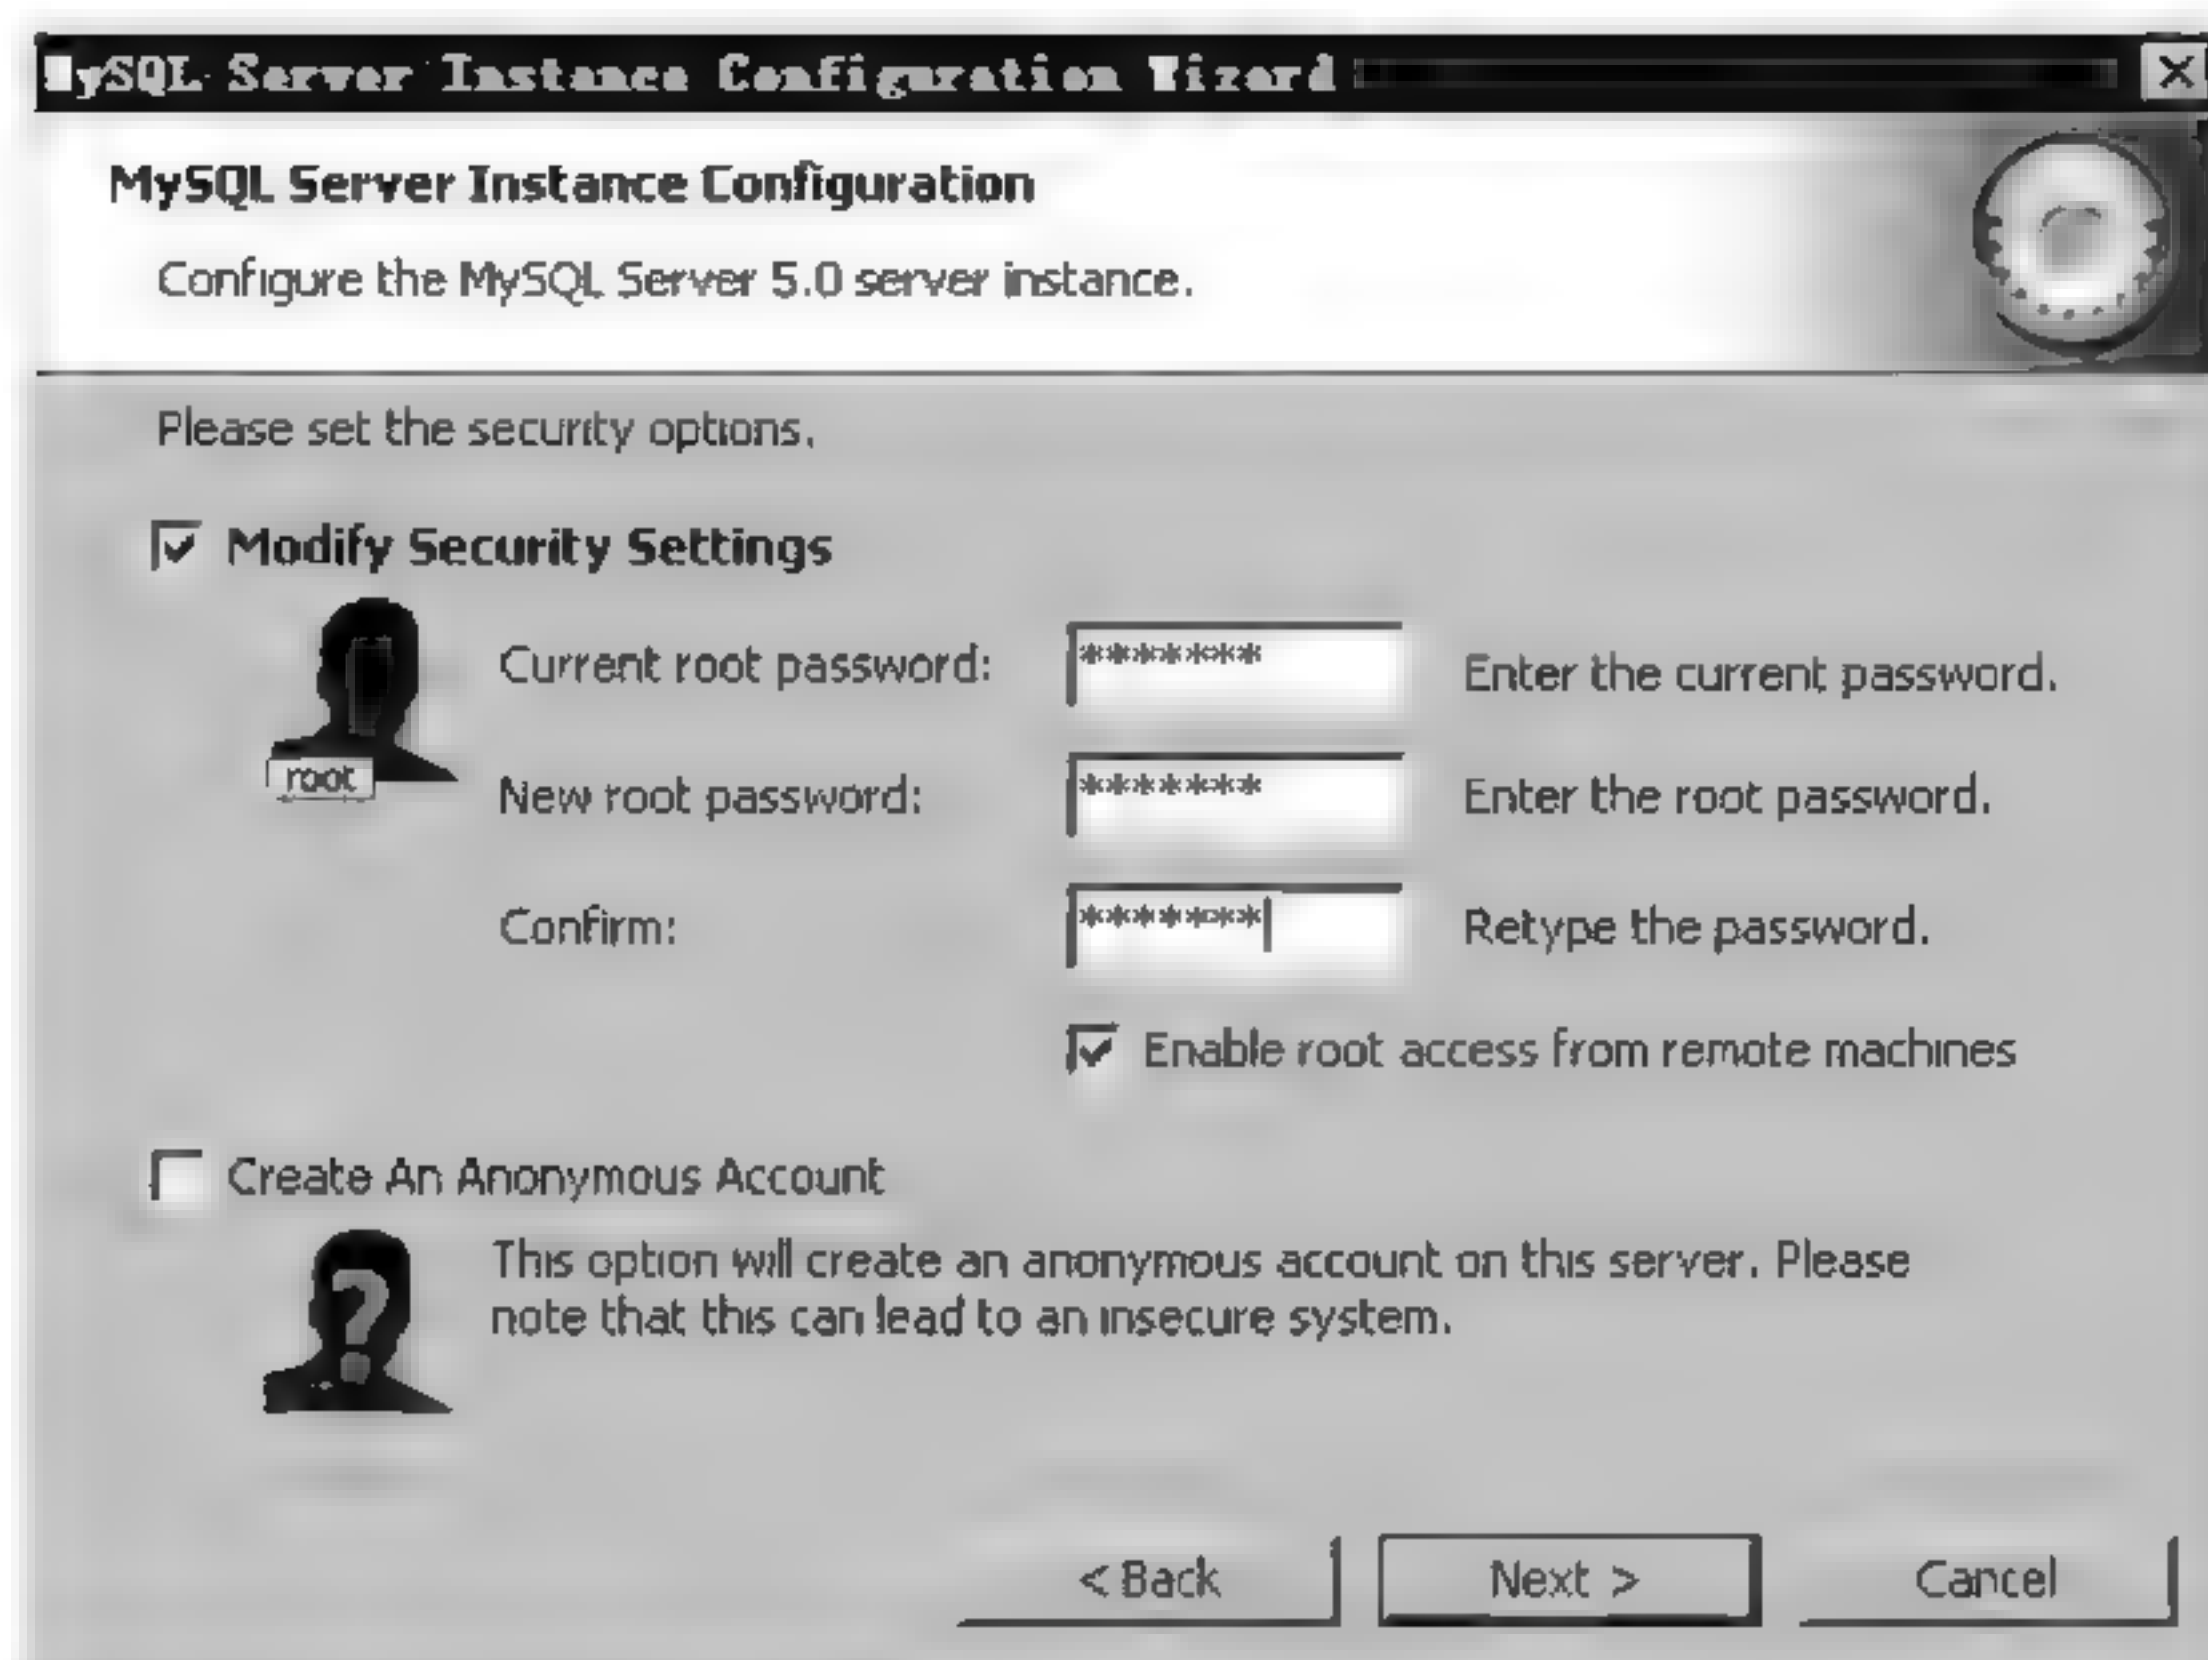 MySQL Server Instance Configuration Wizard
MySQL Server Instance Configuration
Configure the MySQL Server 5.0 server instance.
Please set the security options.
Modify Security Settings
root
Current root password: ******* Enter the current password.
New root password: ******* Enter the root password.
Confirm: ******* Retype the password.
Enable root access from remote machines
Create An Anonymous Account
This option will create an anonymous account on this server. Please
note that this can lead to an insecure system.
< Back Next > Cancel